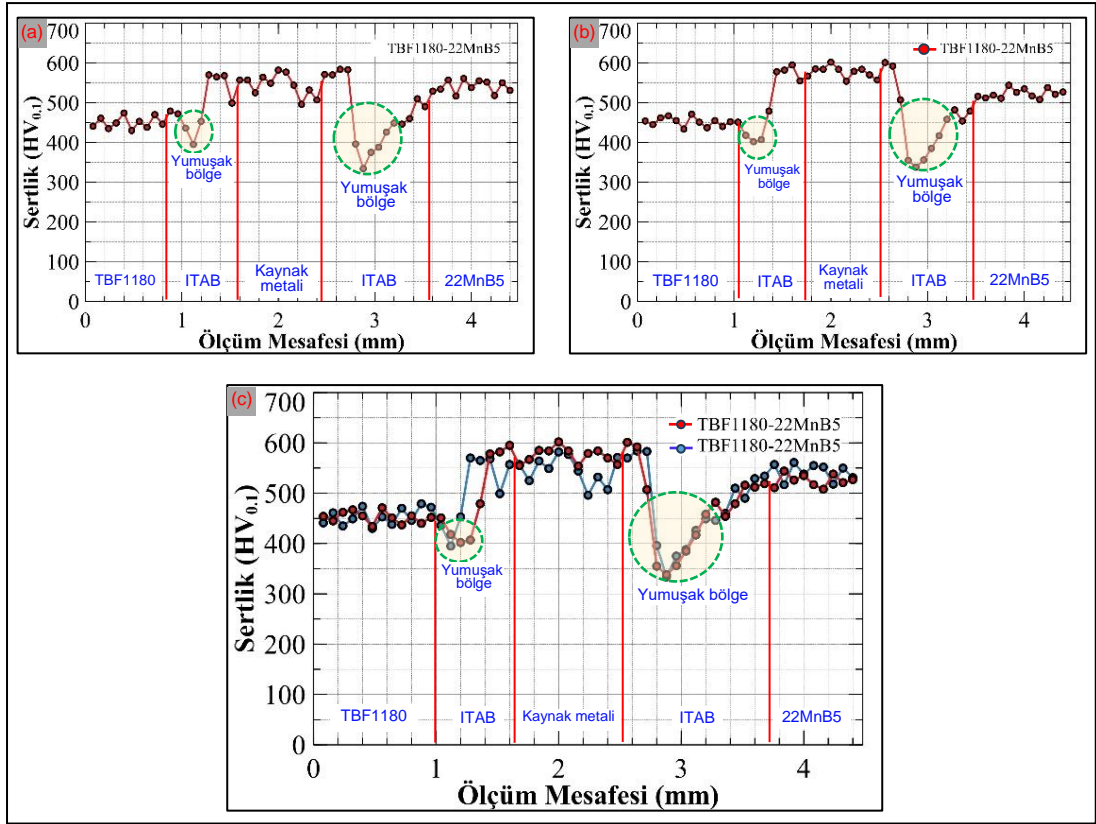 (a)
700
600
500
400
300
200
100
0
Sertlik (HV0,1)
TBF1180-22MnB5
Yumuşak
bölge
Yumuşak
bölge
TBF1180
ITAB
Kaynak
metali
ITAB
22MnB5
0 1 2 3 4
Ölçüm Mesafesi (mm)
(b)
700
600
500
400
300
200
100
0
Sertlik (HV0,1)
TBF1180-22MnB5
Yumuşak
bölge
Yumuşak
bölge
TBF1180
ITAB
Kaynak
metali
ITAB
22MnB5
0 1 2 3 4
Ölçüm Mesafesi (mm)
(c)
700
600
500
400
300
200
100
0
Sertlik (HV0,1)
TBF1180-22MnB5
TBF1180-22MnB5
Yumuşak
bölge
Yumuşak bölge
TBF1180
ITAB
Kaynak metali
ITAB
22MnB5
0 1 2 3 4
Ölçüm Mesafesi (mm)